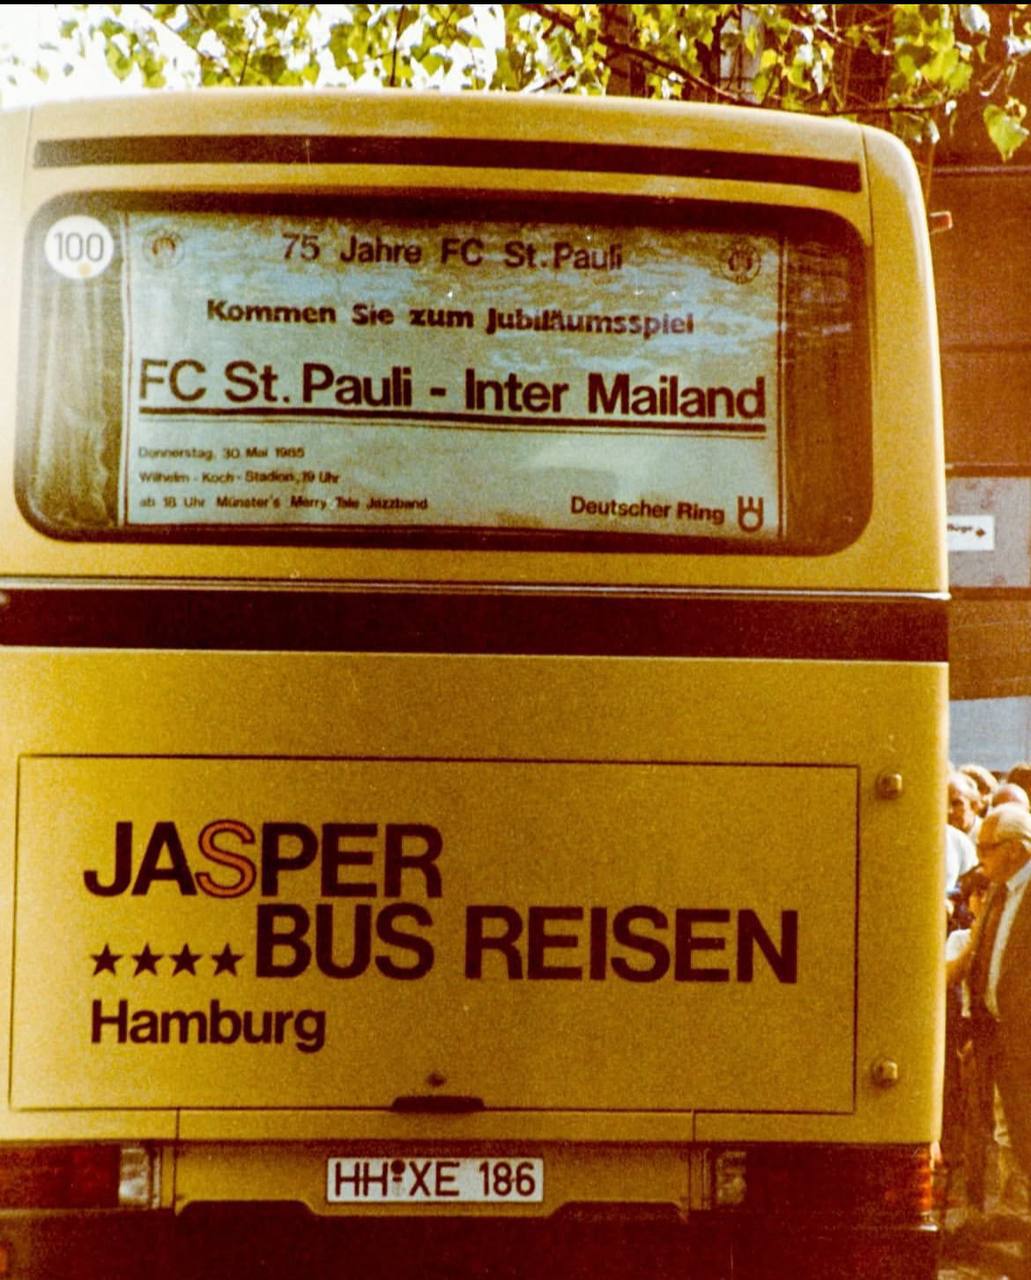 100
75 Jahre FC St. Pauli
Kommen Sie zum Jubiläumsspiel
FC St. Pauli - Inter Mailand
Donnerstag, 30. Mai 1985
Wilhelm - Koch - Stadion, 19 Uhr
ab 18 Uhr Münster's Merry Tale Jazzband
Deutscher Ring
JASPER
★★★★ BUS REISEN
Hamburg
HH XE 186